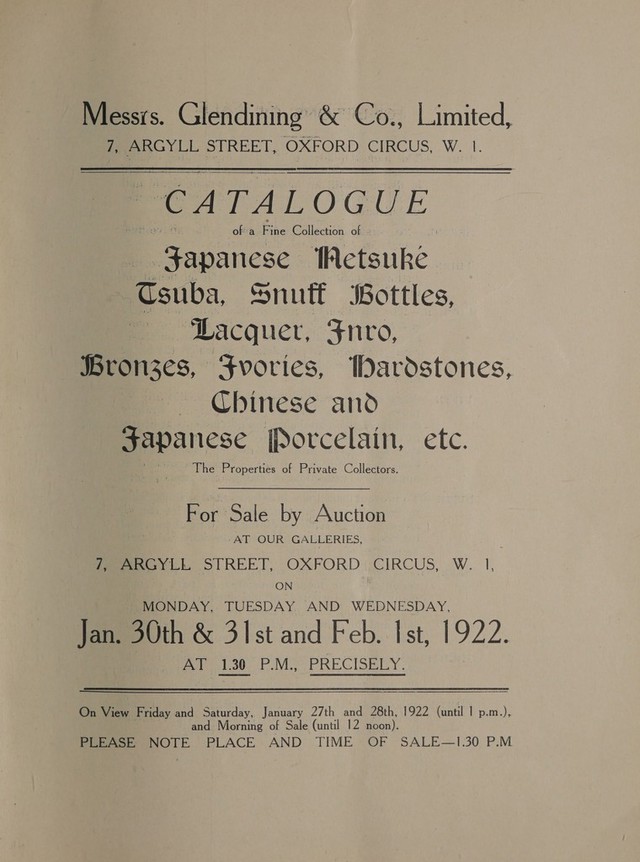 Messrs. Glendining & Co., Limited,
7, ARGYLL STREET, OXFORD CIRCUS, W. 1.
CATALOGUE
of a Fine Collection of
Japanese Netsuké
Tsuba, Snuff Bottles,
Lacquer, Inro,
Bronzes, Ivories, Hardstones,
Chinese and
Japanese Porcelain, etc.
The Properties of Private Collectors.
For Sale by Auction
AT OUR GALLERIES,
7, ARGYLL STREET, OXFORD CIRCUS, W. 1,
ON
MONDAY, TUESDAY AND WEDNESDAY,
Jan. 30th & 31st and Feb. 1st, 1922.
AT 1.30 P.M., PRECISELY.
On View Friday and Saturday, January 27th and 28th, 1922 (until 1 p.m.),
and Morning of Sale (until 12 noon).
PLEASE NOTE PLACE AND TIME OF SALE—1.30 P.M